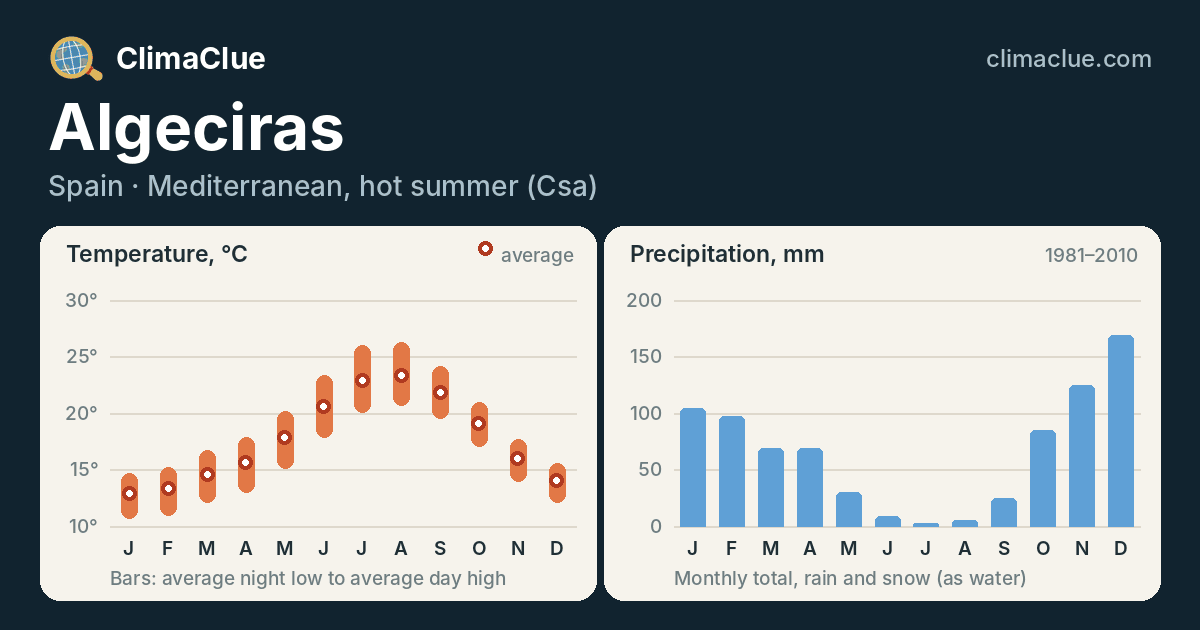 ClimaClue
climaclue.com
Algeciras
Spain · Mediterranean, hot summer (Csa)
Temperature, °C
average
30°
25°
20°
15°
10°
J F M A M J J A S O N D
Bars: average night low to average day high
Precipitation, mm
1981–2010
200
150
100
50
0
J F M A M J J A S O N D
Monthly total, rain and snow (as water)